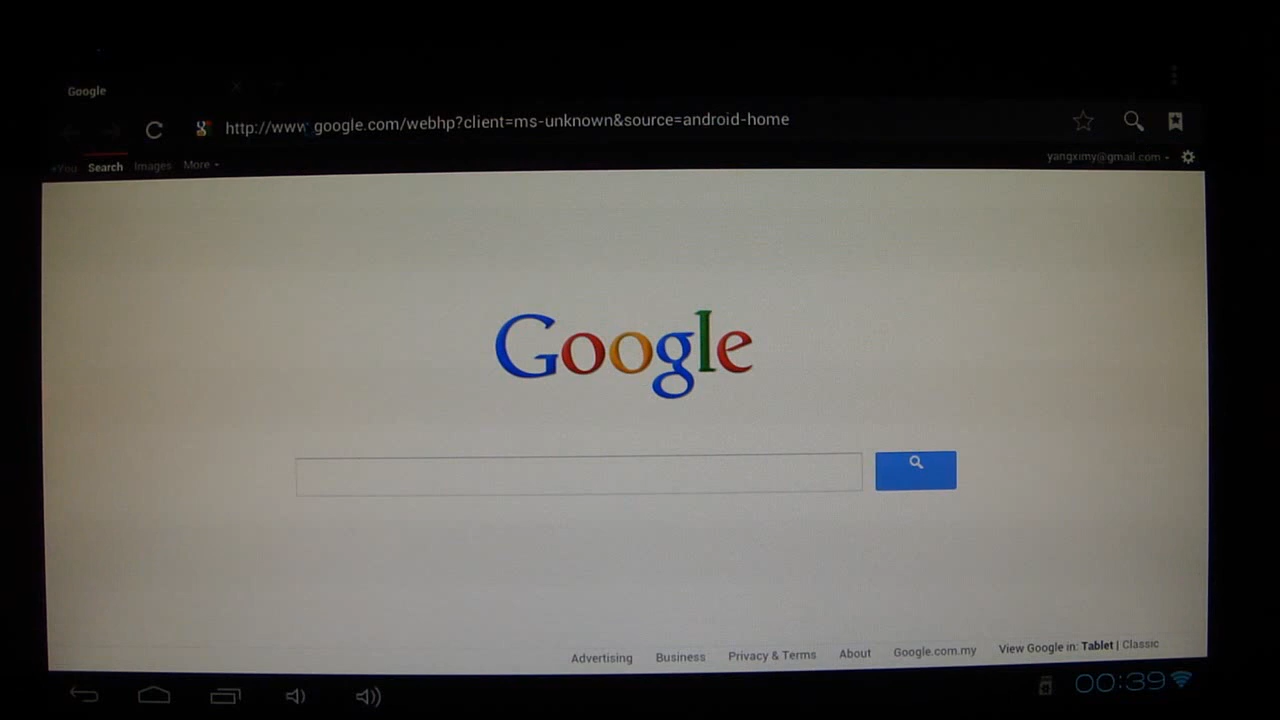 Google
http://www.google.com/webhp?client=ms-unknown&source=android-home
+You Search Images More
yangximy@gmail.com
Google
Advertising Business Privacy & Terms About Google.com.my View Google in: Tablet | Classic
00:39